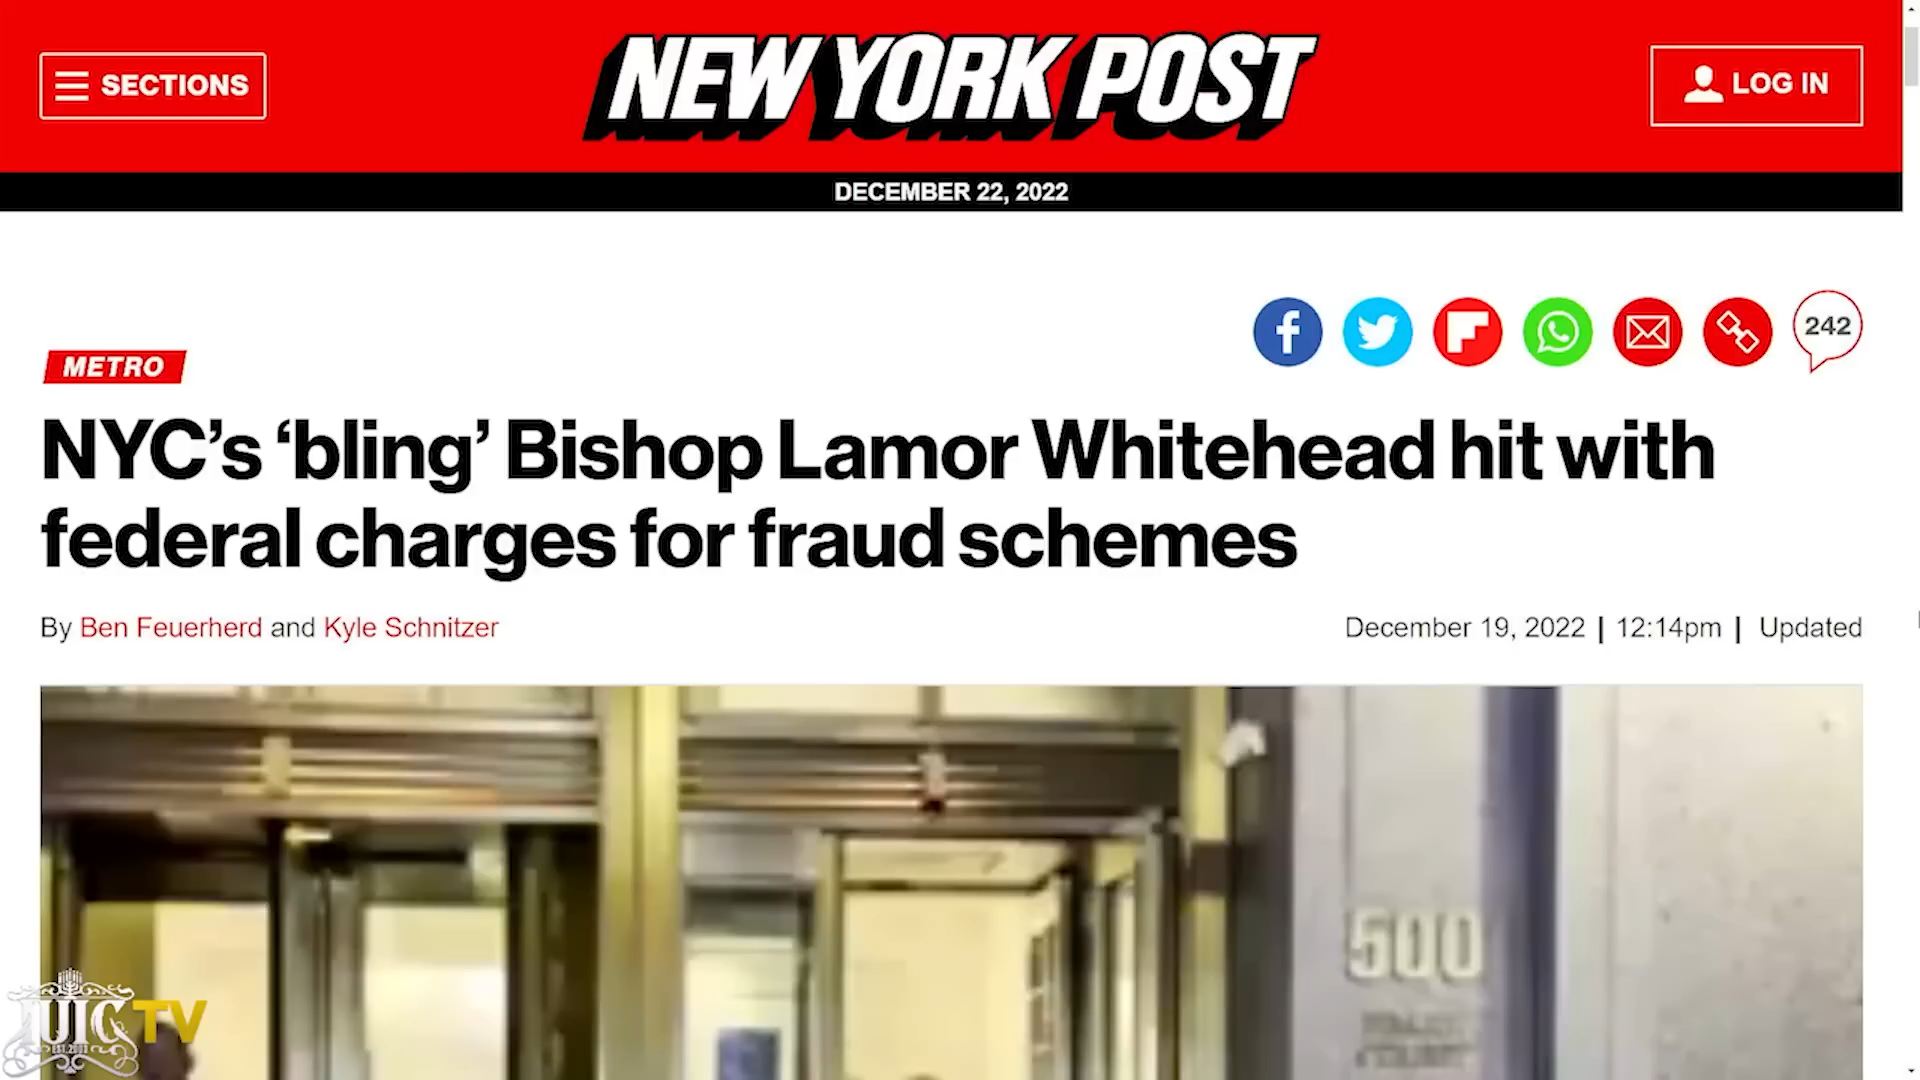 SECTIONS
NEW YORK POST
LOG IN
DECEMBER 22, 2022
242
METRO
NYC’s ‘bling’ Bishop Lamor Whitehead hit with
federal charges for fraud schemes
By Ben Feuerherd and Kyle Schnitzer
December 19, 2022 | 12:14pm | Updated
500
IUIC TV